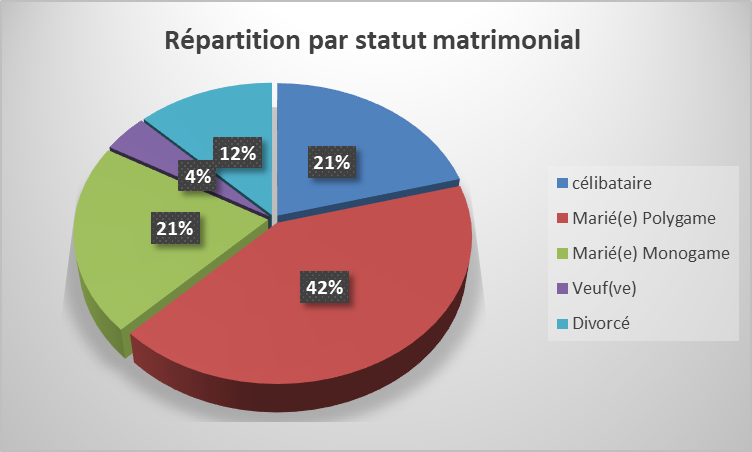 Répartition par statut matrimonial
12%
21%
4%
21%
42%
célibataire
Marié(e) Polygame
Marié(e) Monogame
Veuf(ve)
Divorcé